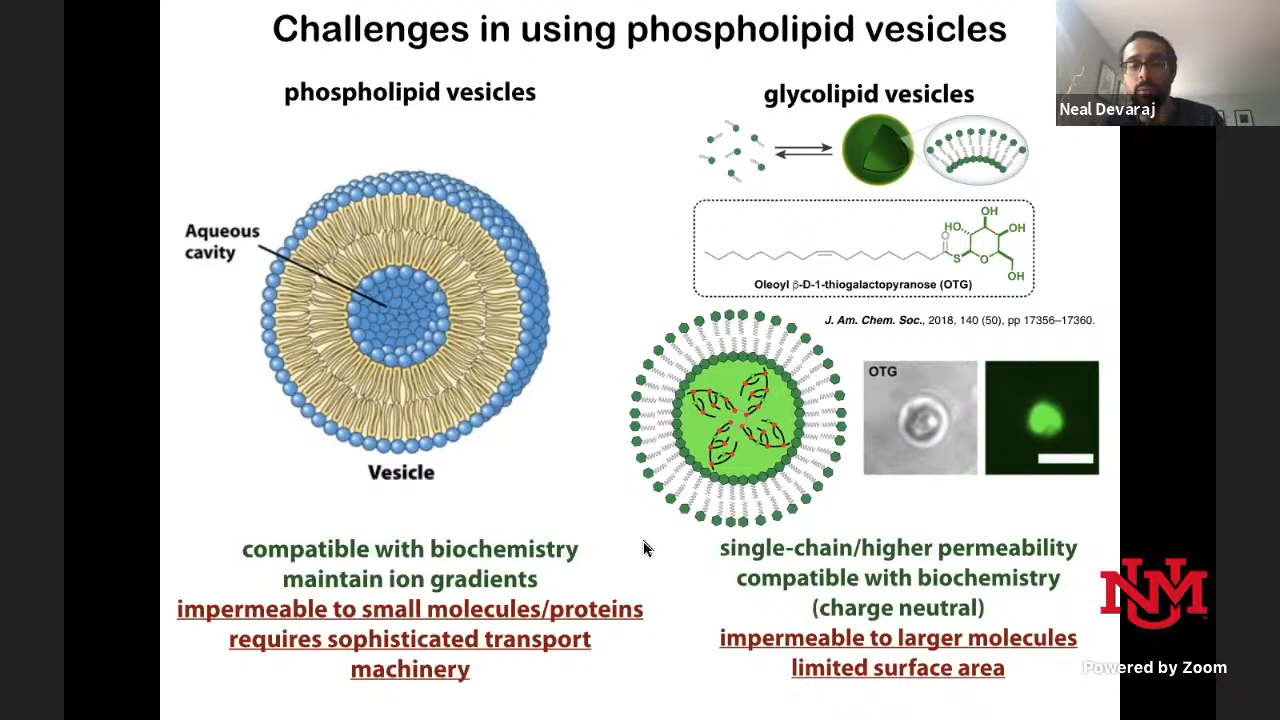 Challenges in using phospholipid vesicles
Neal Devaraj
phospholipid vesicles
Aqueous
cavity
Vesicle
compatible with biochemistry
maintain ion gradients
impermeable to small molecules/proteins
requires sophisticated transport
machinery
glycolipid vesicles
OH
HO
OH
O
S
O
OH
Oleoyl β-D-1-thiogalactopyranose (OTG)
J. Am. Chem. Soc., 2018, 140 (50), pp 17356–17360.
OTG
single-chain/higher permeability
compatible with biochemistry
(charge neutral)
impermeable to larger molecules
limited surface area
NM
Powered by Zoom